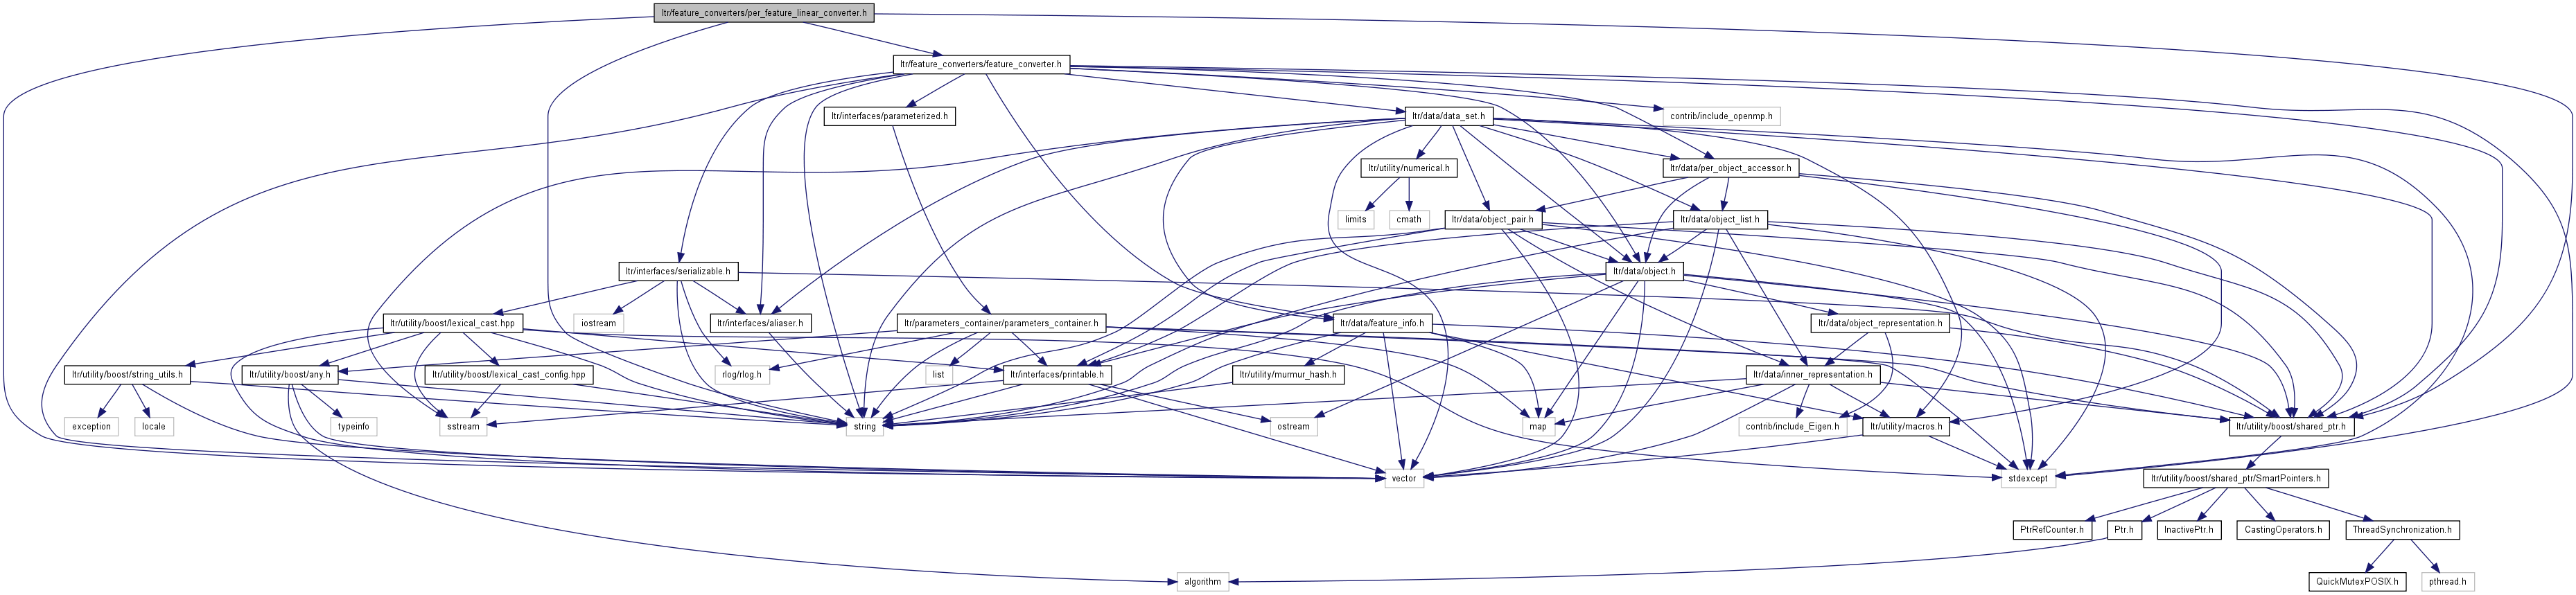 ltr/feature_converters/per_feature_linear_converter.h
ltr/feature_converters/feature_converter.h
ltr/interfaces/parameterized.h
ltr/data/data_set.h
contrib/include_openmp.h
ltr/utility/numerical.h
ltr/data/per_object_accessor.h
limits
cmath
ltr/data/object_pair.h
ltr/data/object_list.h
ltr/interfaces/serializable.h
ltr/data/object.h
ltr/utility/boost/lexical_cast.hpp
iostream
ltr/interfaces/aliaser.h
ltr/parameters_container/parameters_container.h
ltr/data/feature_info.h
ltr/data/object_representation.h
ltr/utility/boost/string_utils.h
ltr/utility/boost/any.h
ltr/utility/boost/lexical_cast_config.hpp
rlog/rlog.h
list
ltr/interfaces/printable.h
ltr/utility/murmur_hash.h
ltr/data/inner_representation.h
exception
locale
typeinfo
sstream
string
ostream
map
contrib/include_Eigen.h
ltr/utility/macros.h
ltr/utility/boost/shared_ptr.h
vector
stdexcept
ltr/utility/boost/shared_ptr/SmartPointers.h
PtrRefCounter.h
Ptr.h
InactivePtr.h
CastingOperators.h
ThreadSynchronization.h
algorithm
QuickMutexPOSIX.h
pthread.h